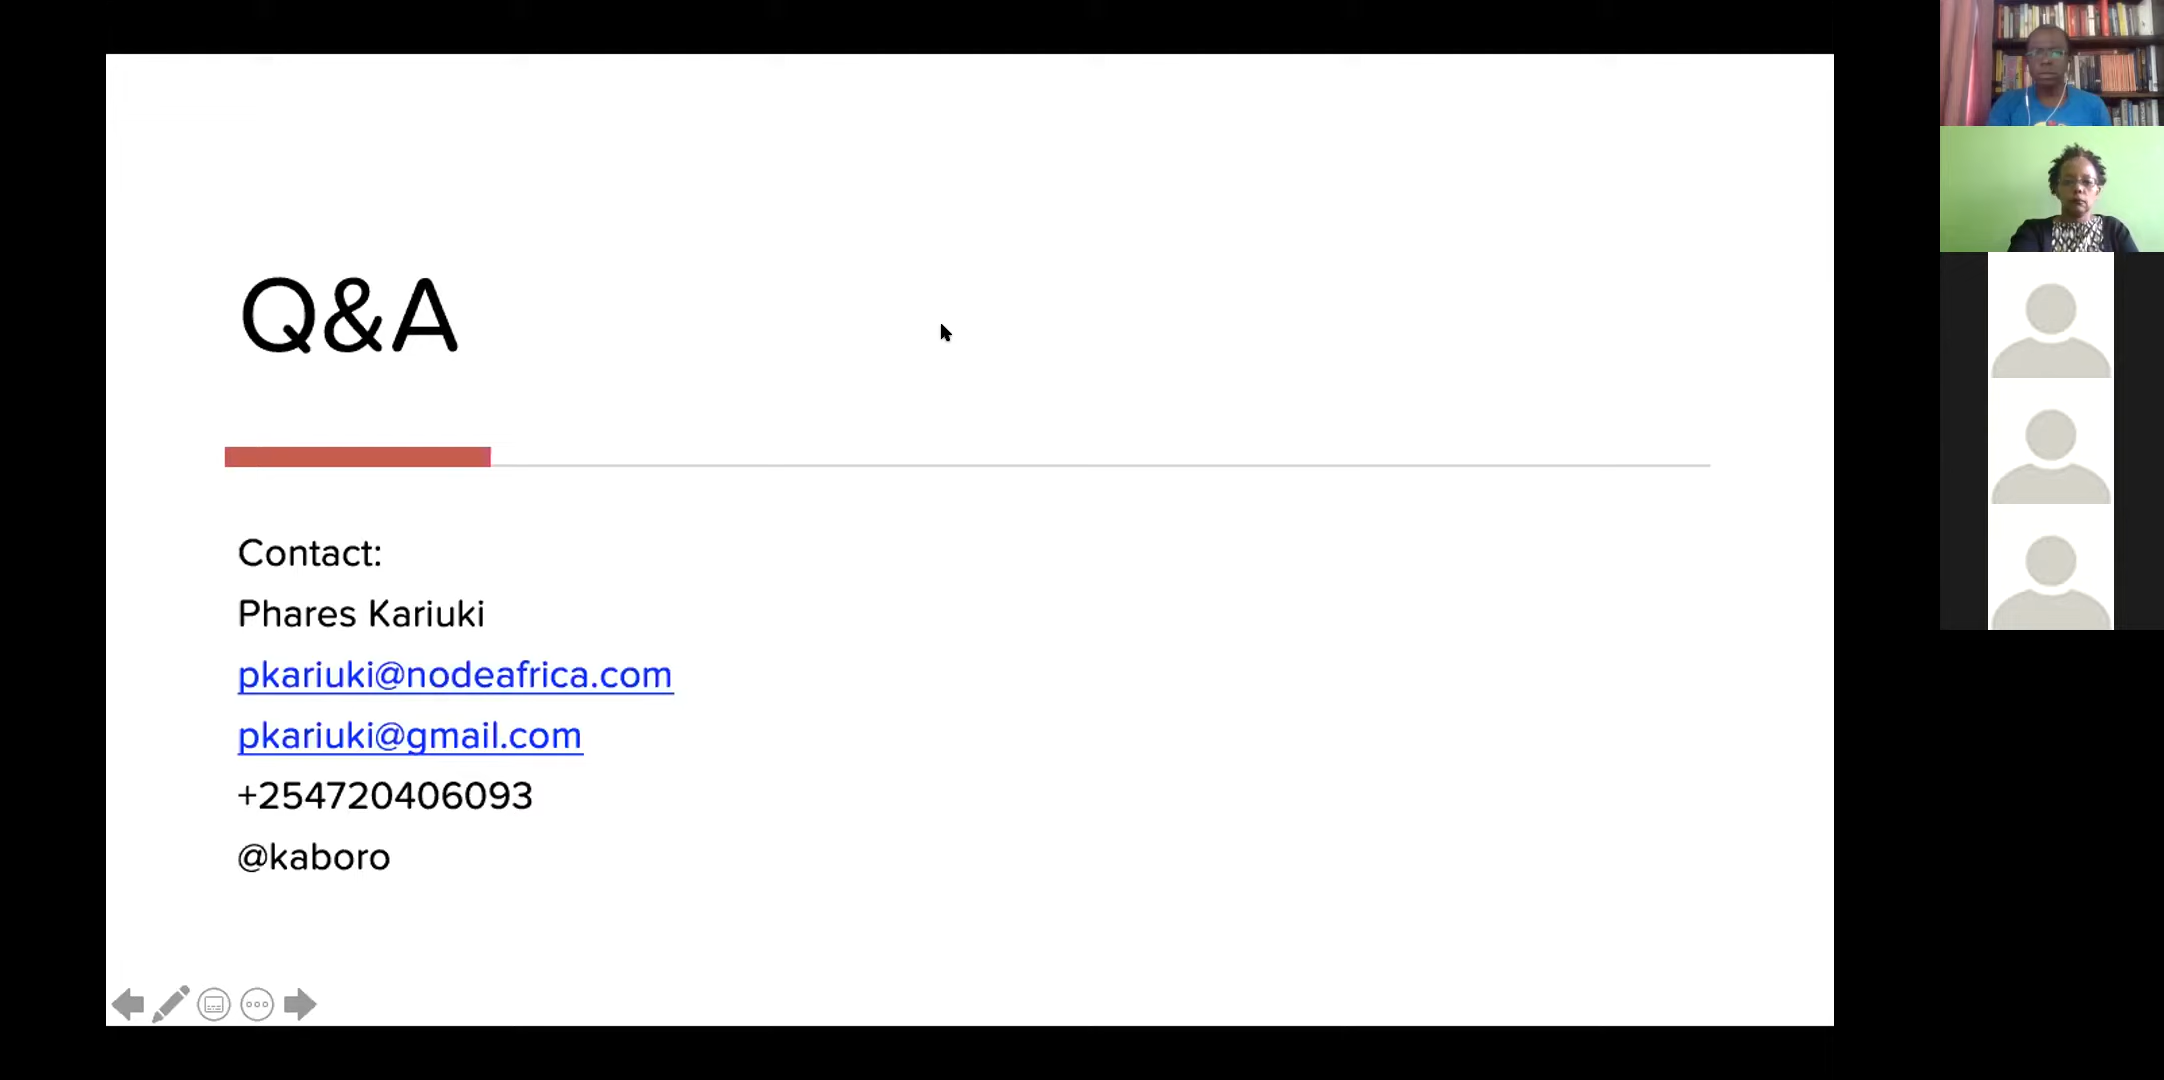 Q&A
Contact:
Phares Kariuki
pkariuki@nodeafrica.com
pkariuki@gmail.com
+254720406093
@kaboro